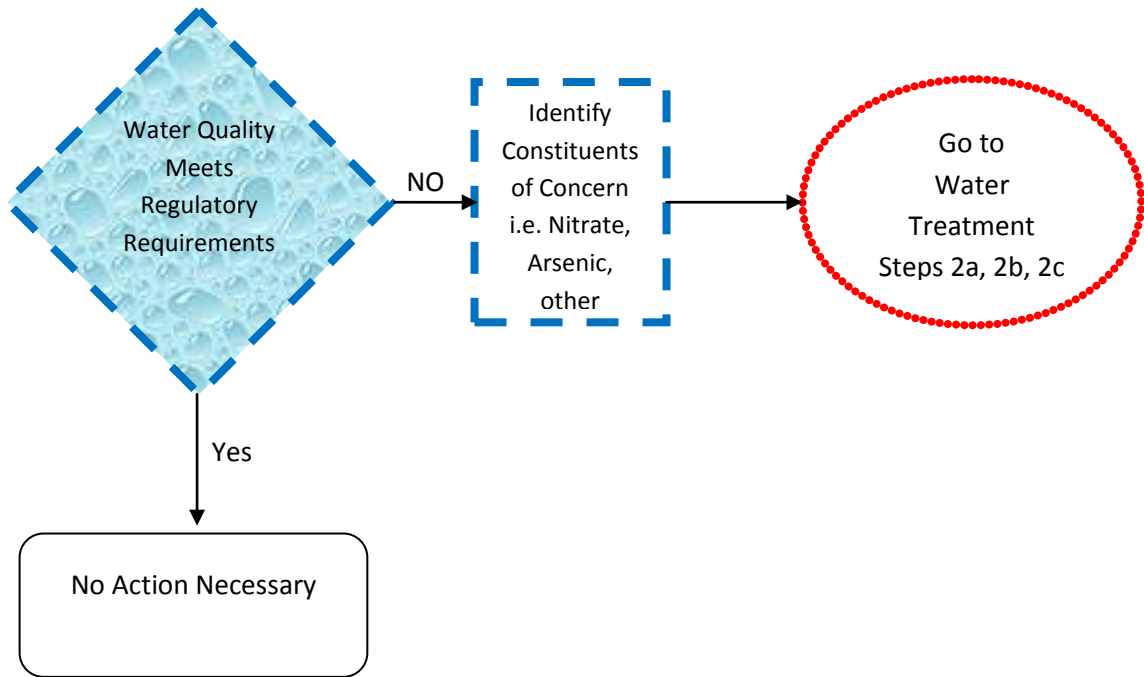 Water Quality
Meets
Regulatory
Requirements
NO
Identify
Constituents
of Concern
i.e. Nitrate,
Arsenic,
other
Go to
Water
Treatment
Steps 2a, 2b, 2c
Yes
No Action Necessary